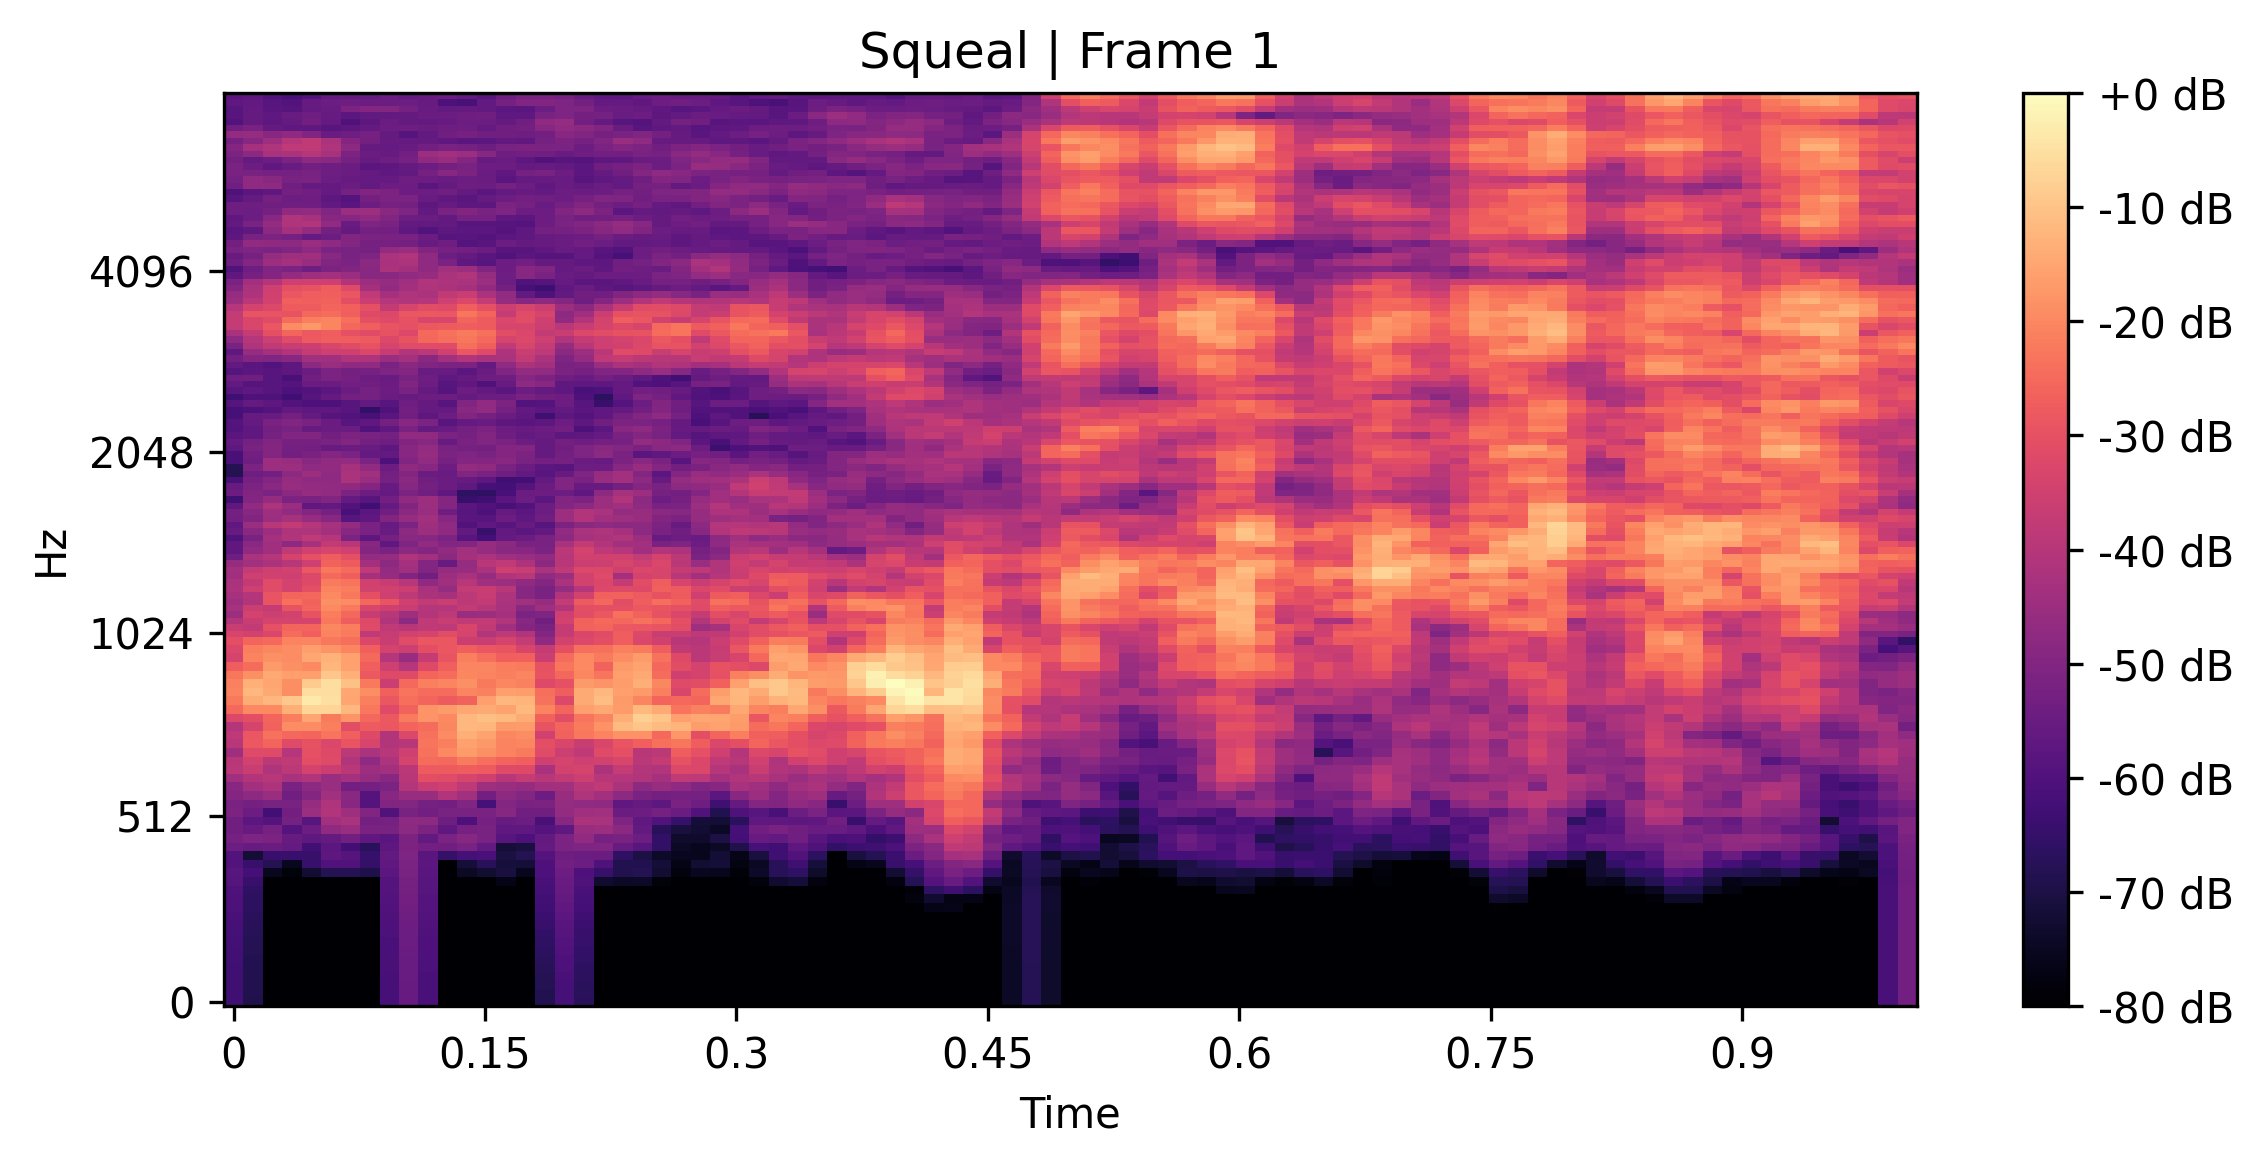 Squeal | Frame 1
+0 dB
-10 dB
-20 dB
-30 dB
-40 dB
-50 dB
-60 dB
-70 dB
-80 dB
Hz
4096
2048
1024
512
0
0 0.15 0.3 0.45 0.6 0.75 0.9
Time